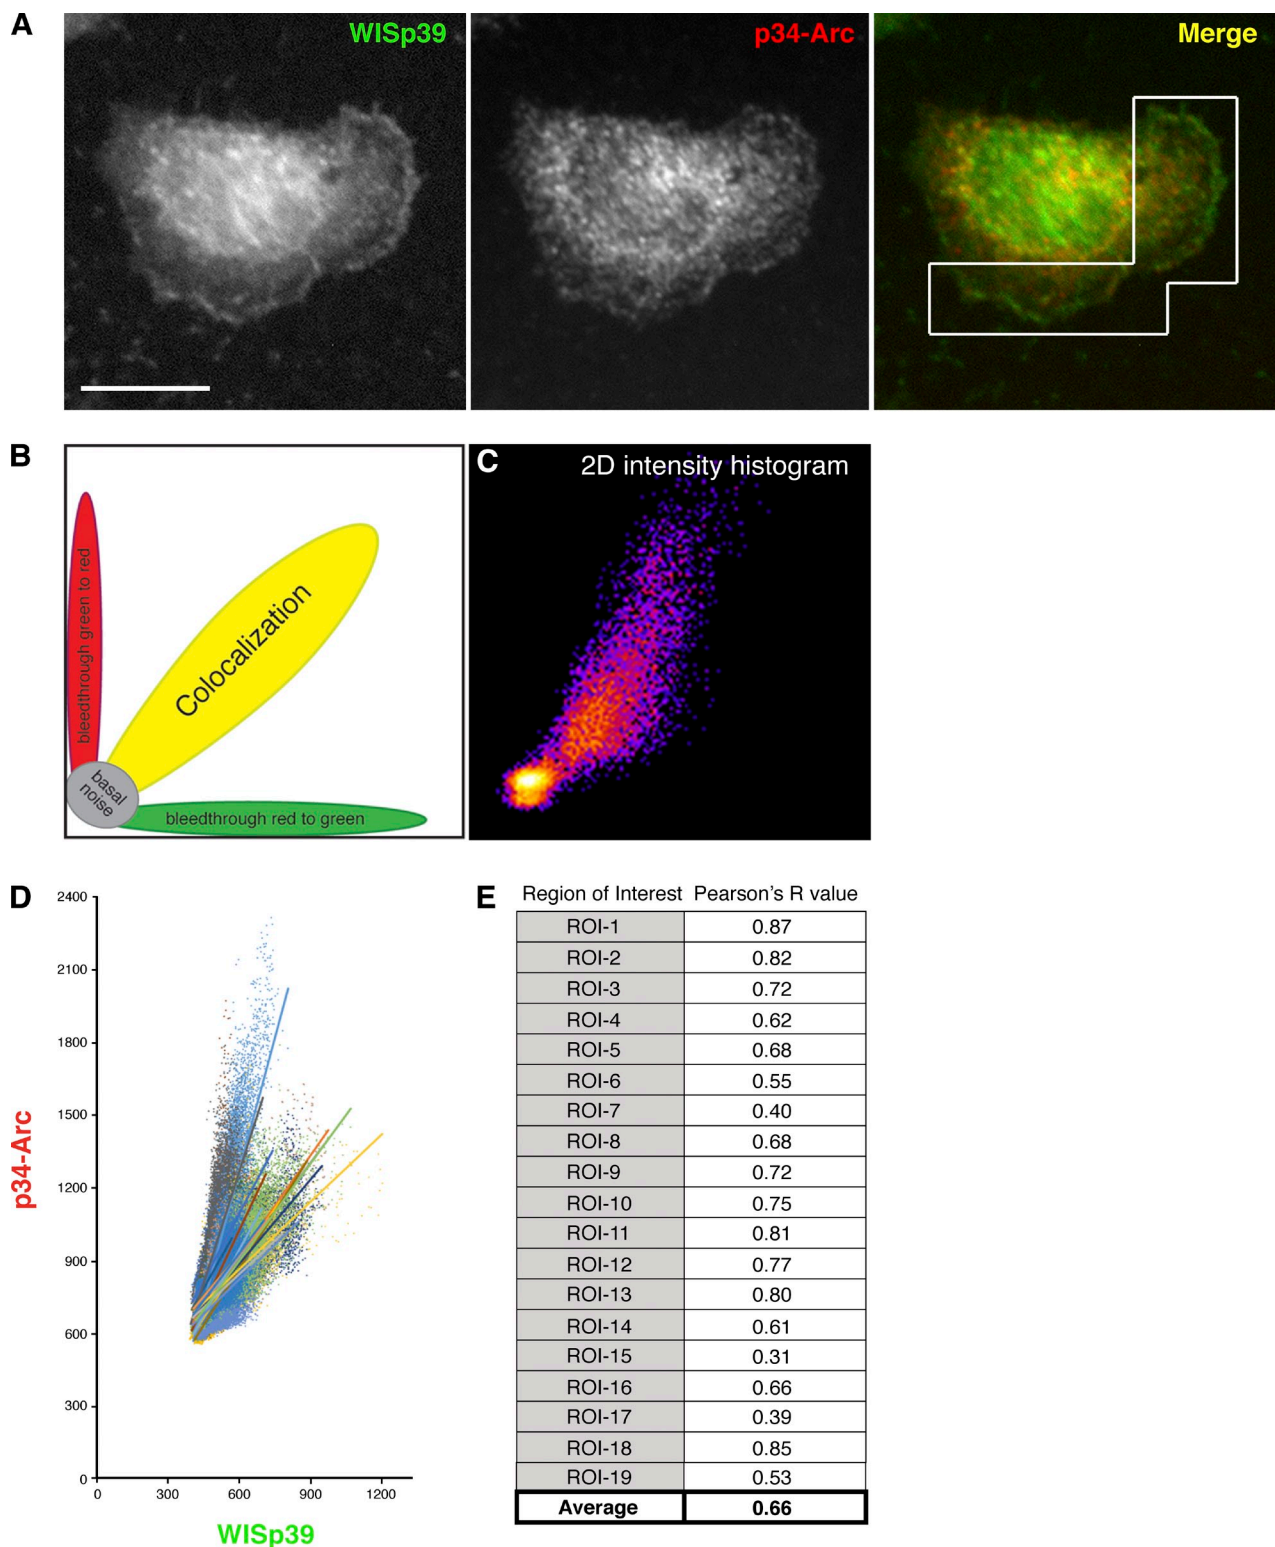 A
WISp39
p34-Arc
Merge
B
bleedthrough green to red
Colocalization
basal
noise
bleedthrough red to green
C
2D intensity histogram
D
2400
2100
1800
1500
1200
900
600
300
0
0 300 600 900 1200
p34-Arc
WISp39
E
Region of Interest Pearson's R value
ROI-1 0.87
ROI-2 0.82
ROI-3 0.72
ROI-4 0.62
ROI-5 0.68
ROI-6 0.55
ROI-7 0.40
ROI-8 0.68
ROI-9 0.72
ROI-10 0.75
ROI-11 0.81
ROI-12 0.77
ROI-13 0.80
ROI-14 0.61
ROI-15 0.31
ROI-16 0.66
ROI-17 0.39
ROI-18 0.85
ROI-19 0.53
Average 0.66